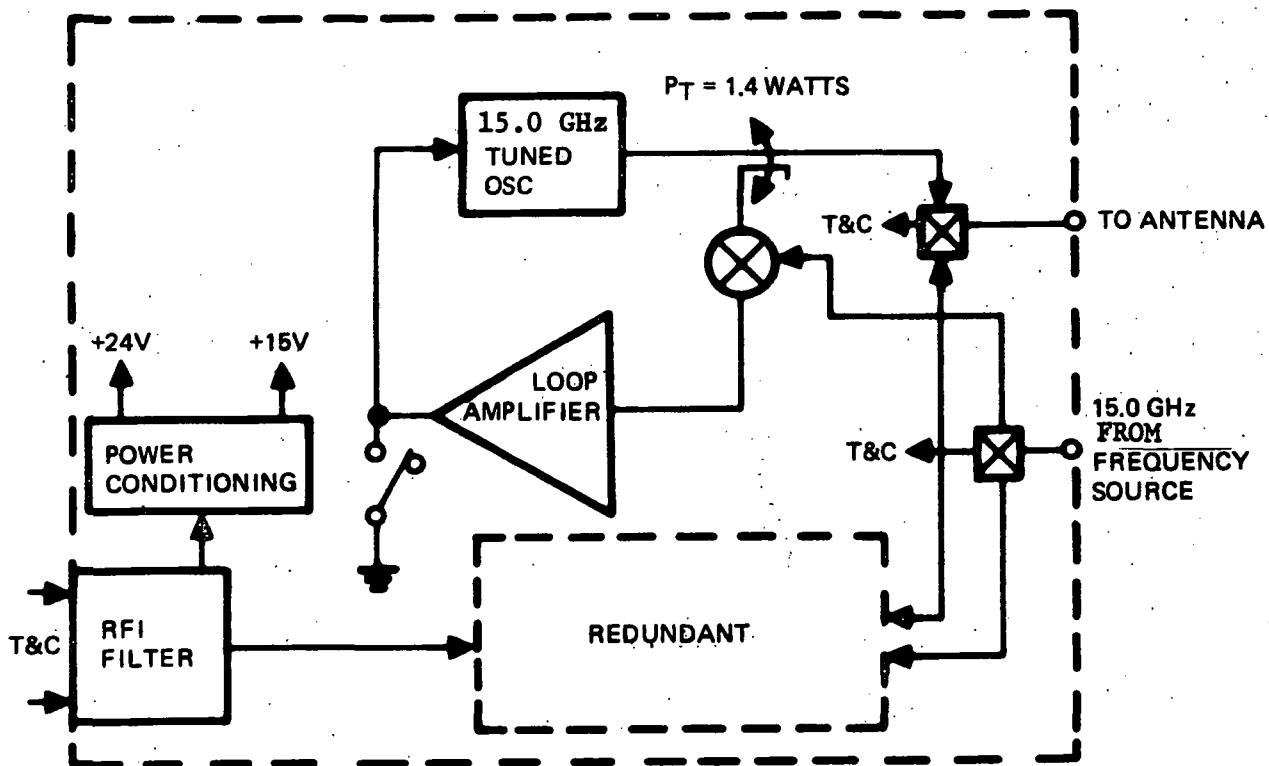 PT = 1.4 WATTS
15.0 GHz
TUNED
OSC
T&C
TO ANTENNA
+24V
+15V
LOOP
AMPLIFIER
15.0 GHz
FROM
FREQUENCY
SOURCE
T&C
POWER
CONDITIONING
T&C
RFI
FILTER
REDUNDANT